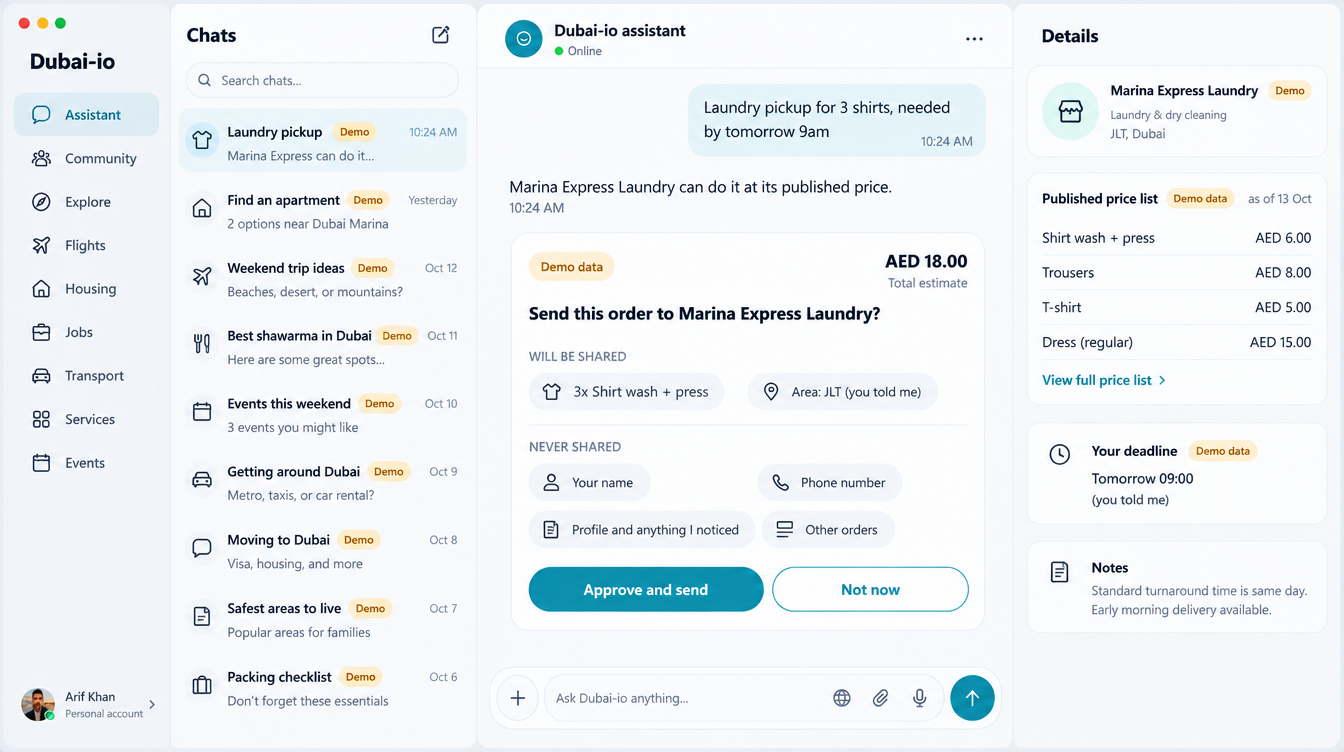 Dubai-io
Assistant
Community
Explore
Flights
Housing
Jobs
Transport
Services
Events
Arif Khan
Personal account
Chats
Search chats...
Laundry pickup Demo 10:24 AM
Marina Express can do it...
Find an apartment Demo Yesterday
2 options near Dubai Marina
Weekend trip ideas Demo Oct 12
Beaches, desert, or mountains?
Best shawarma in Dubai Demo Oct 11
Here are some great spots...
Events this weekend Demo Oct 10
3 events you might like
Getting around Dubai Demo Oct 9
Metro, taxis, or car rental?
Moving to Dubai Demo Oct 8
Visa, housing, and more
Safest areas to live Demo Oct 7
Popular areas for families
Packing checklist Demo Oct 6
Don't forget these essentials
Dubai-io assistant
Online
Laundry pickup for 3 shirts, needed
by tomorrow 9am
10:24 AM
Marina Express Laundry can do it at its published price.
10:24 AM
Demo data AED 18.00
Total estimate
Send this order to Marina Express Laundry?
WILL BE SHARED
3x Shirt wash + press Area: JLT (you told me)
NEVER SHARED
Your name Phone number
Profile and anything I noticed Other orders
Approve and send Not now
Ask Dubai-io anything...
Details
Marina Express Laundry Demo
Laundry & dry cleaning
JLT, Dubai
Published price list Demo data as of 13 Oct
Shirt wash + press AED 6.00
Trousers AED 8.00
T-shirt AED 5.00
Dress (regular) AED 15.00
View full price list
Your deadline Demo data
Tomorrow 09:00
(you told me)
Notes
Standard turnaround time is same day.
Early morning delivery available.